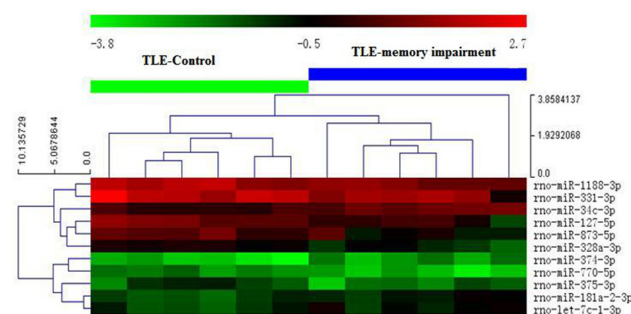 -3.8
-0.5
2.7
TLE-Control
TLE-memory impairment
3.8584137
1.9292068
0.0
10.135729
5.0678644
0.0
rno-miR-1188-3p
rno-miR-331-3p
rno-miR-34c-3p
rno-miR-127-5p
rno-miR-873-5p
rno-miR-328a-3p
rno-miR-374-3p
rno-miR-770-5p
rno-miR-375-3p
rno-miR-181a-2-3p
rno-let-7c-1-3p